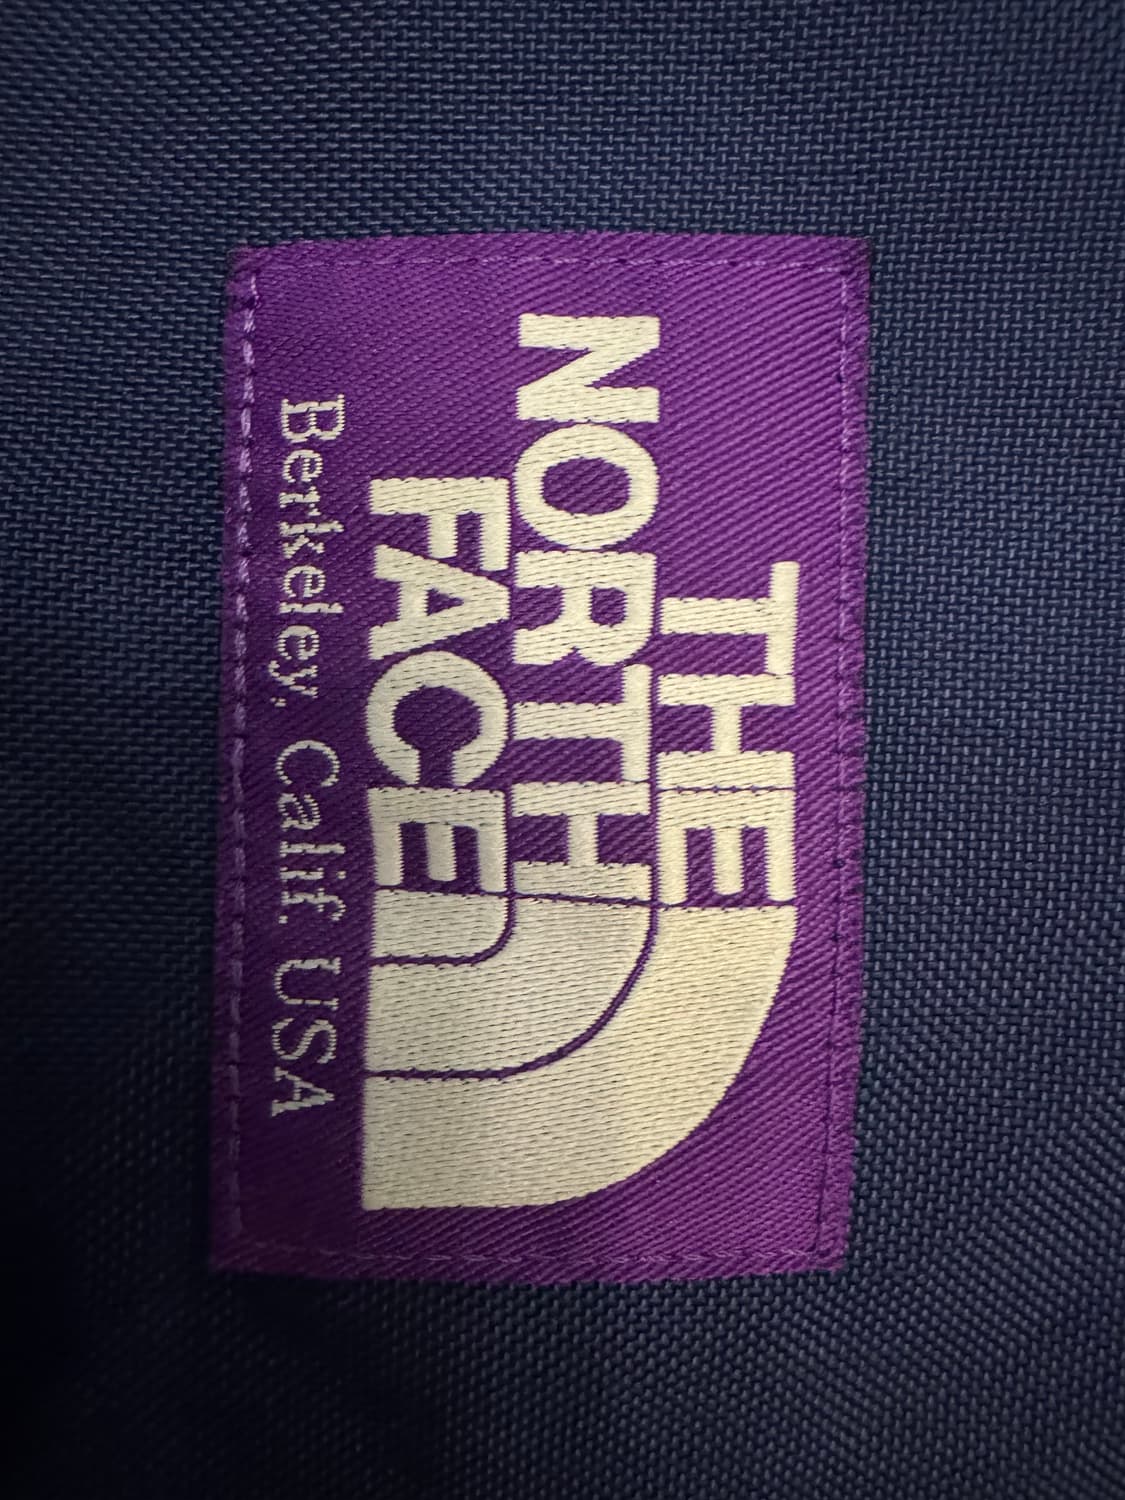 THE
NORTH
FACE
Berkeley, Calif. USA